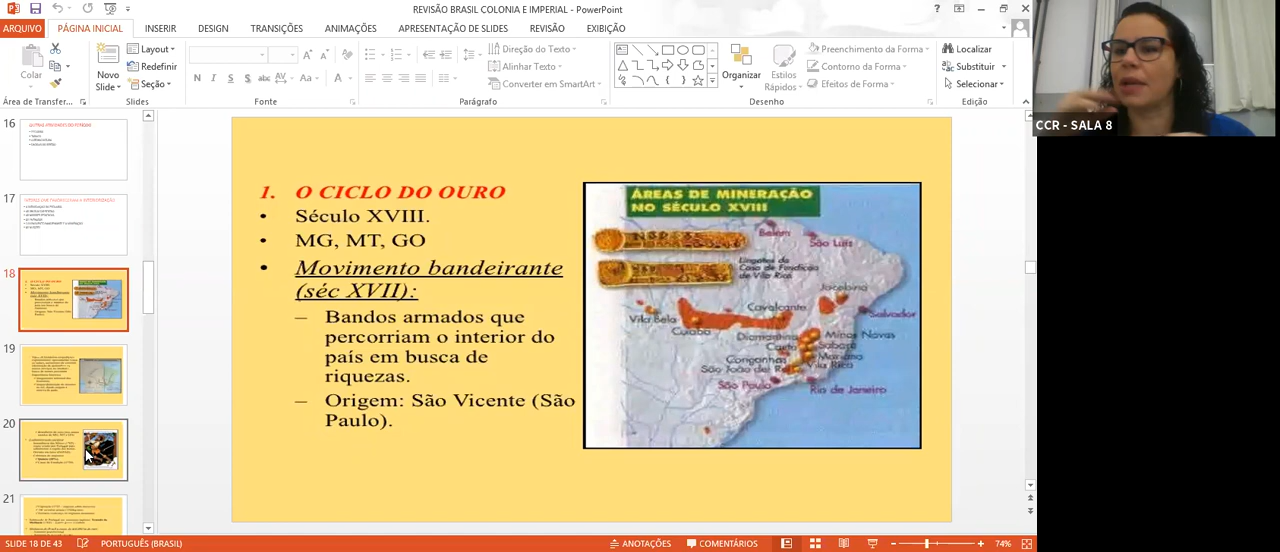 REVISÃO BRASIL COLONIA E IMPERIAL - PowerPoint
ARQUIVO PÁGINA INICIAL INSERIR DESIGN TRANSIÇÕES ANIMAÇÕES APRESENTAÇÃO DE SLIDES REVISÃO EXIBIÇÃO
Colar
Novo
Slide
Layout
Redefinir
Seção
Direção do Texto
Alinhar Texto
Converter em SmartArt
Organizar
Estilos
Rápidos
Preenchimento da Forma
Contorno da Forma
Efeitos de Forma
Localizar
Substituir
Selecionar
Área de Transfer...
Slides
Fonte
Parágrafo
Desenho
Edição
CCR - SALA 8
16
17
18
19
20
21
1. O CICLO DO OURO
• Século XVIII.
• MG, MT, GO
• Movimento bandeirante
(séc XVII):
– Bandos armados que
percorriam o interior do
país em busca de
riquezas.
– Origem: São Vicente (São
Paulo).
ÁREAS DE MINERAÇÃO
NO SÉCULO XVIII
Belém
São Luís
Lingotes da
Casa de Fundição
de Vila Rica
Jacobina
Cavalcante
Salvador
Vila Bela
Cuiabá
Diamantina
Minas Novas
Caeté
Sabará
Congonhas
Mariana
São João del Rei
Vila Rica
São Paulo
Rio de Janeiro
SLIDE 18 DE 43 PORTUGUÊS (BRASIL) ANOTAÇÕES COMENTÁRIOS 74%